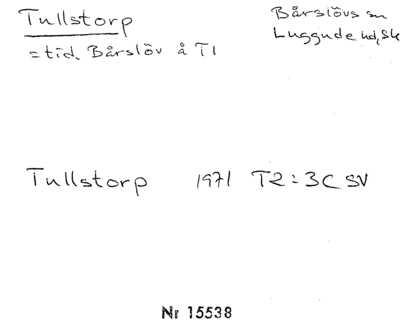 Tullstorp
Bårslövs sn
= tid. Bårslöv å T1
Luggude hd, Sk
Tullstorp 1971 T2:3C SV
Nr 15538